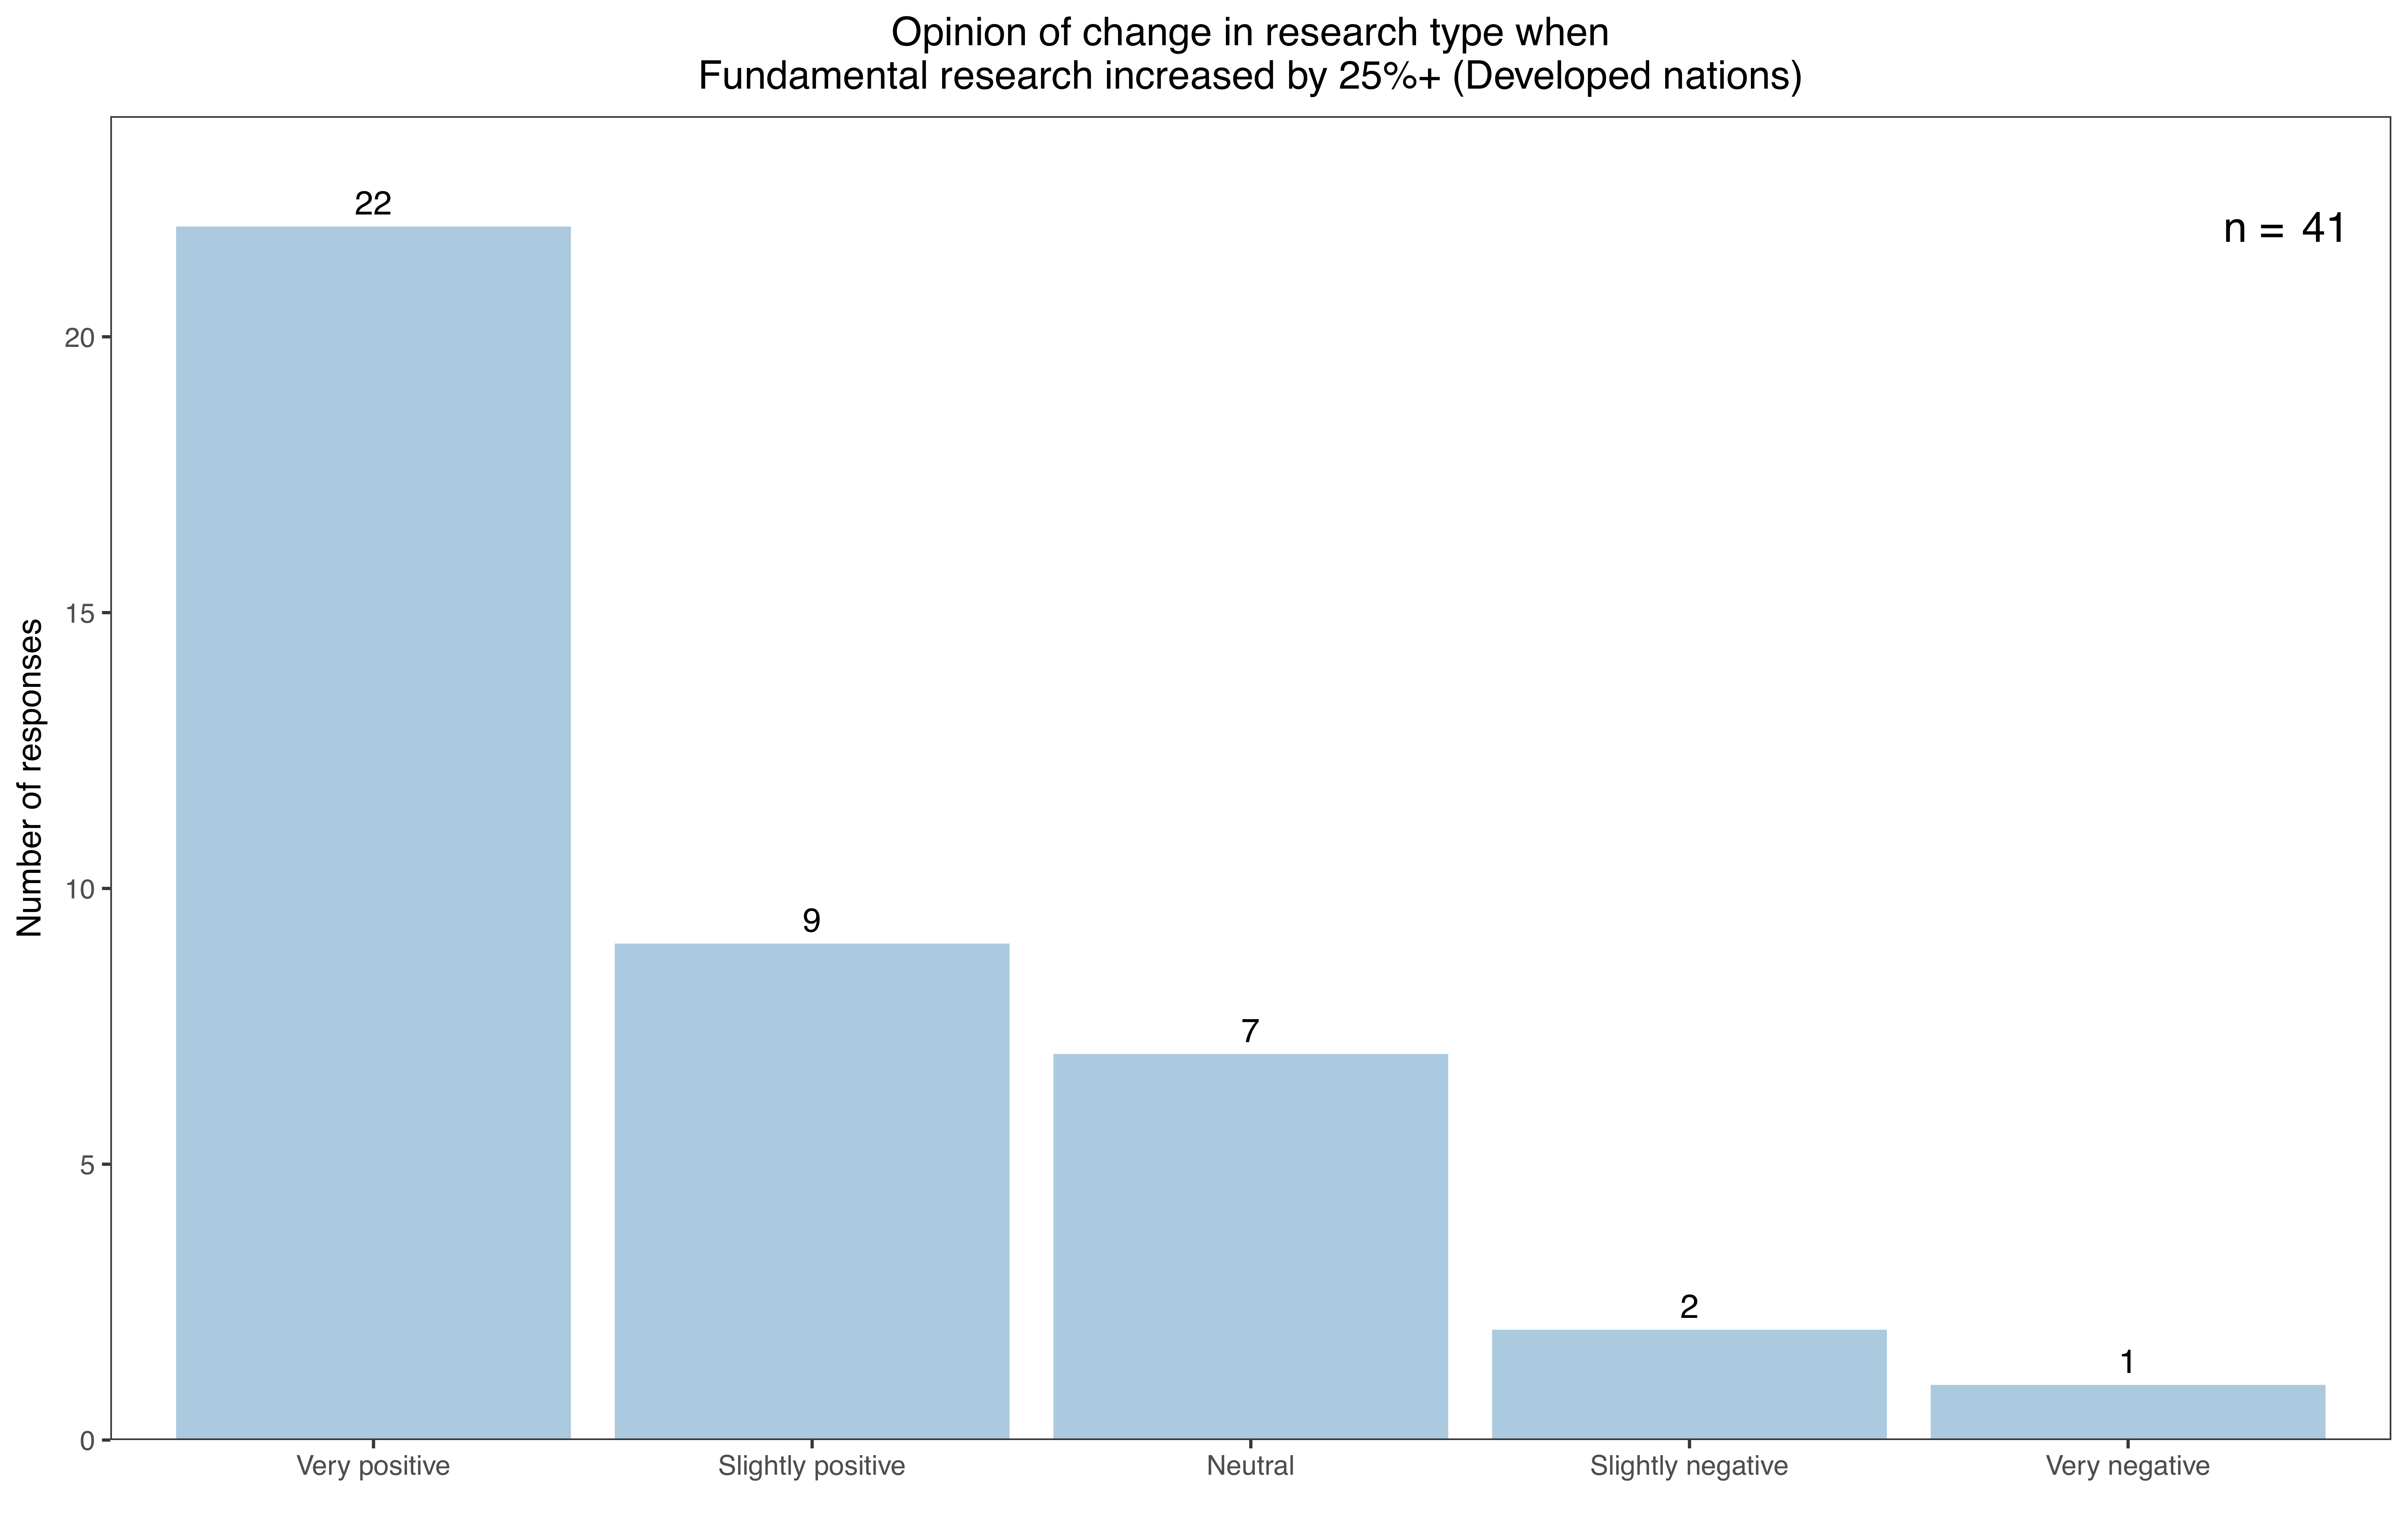 Opinion of change in research type when
Fundamental research increased by 25%+ (Developed nations)
22
n = 41
20
15
Number of responses
10
9
7
5
2
1
0
Very positive
Slightly positive
Neutral
Slightly negative
Very negative